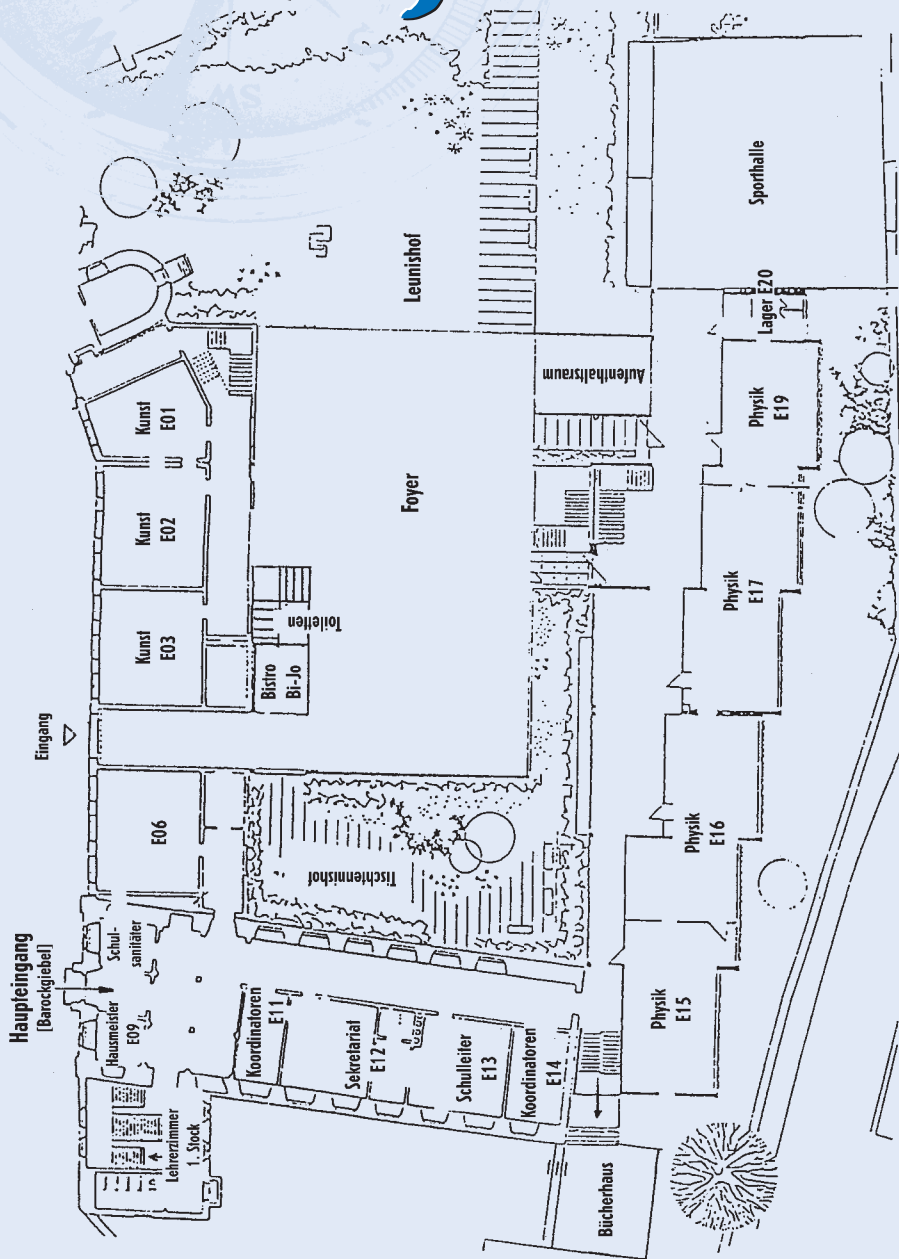 SW
S
Haupteingang
[Barockgiebel]
Eingang
Lehrerzimmer
1. Stock
Hausmeister
E09
Schul-
sanitäter
E06
Kunst
E03
Kunst
E02
Kunst
E01
Bistro
Bi-Jo
Toiletten
Foyer
Leunishof
Tischtennishof
Koordinatoren
E11
Sekretariat
E12
Schulleiter
E13
Koordinatoren
E14
Bücherhaus
Physik
E15
Physik
E16
Physik
E17
Physik
E19
Aufenthaltsraum
Lager E20
Sporthalle